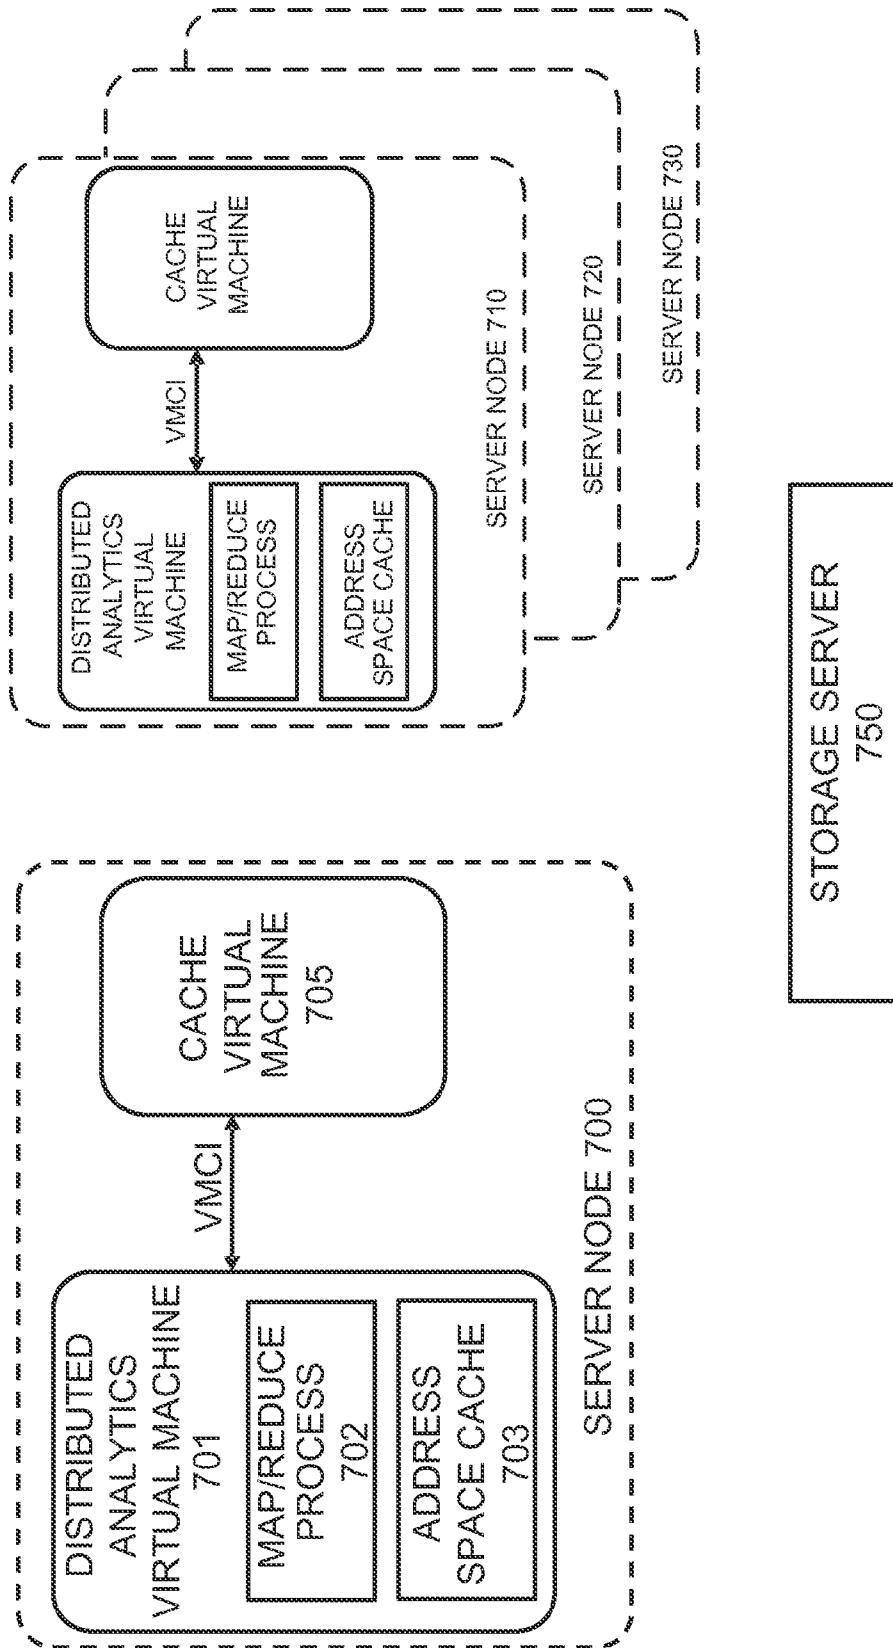 DISTRIBUTED
ANALYTICS
VIRTUAL MACHINE
701
MAP/REDUCE
PROCESS
702
ADDRESS
SPACE CACHE
703
VMCI
CACHE
VIRTUAL
MACHINE
705
SERVER NODE 700
DISTRIBUTED
ANALYTICS
VIRTUAL
MACHINE
MAP/REDUCE
PROCESS
ADDRESS
SPACE CACHE
VMCI
CACHE
VIRTUAL
MACHINE
SERVER NODE 710
SERVER NODE 720
SERVER NODE 730
STORAGE SERVER
750